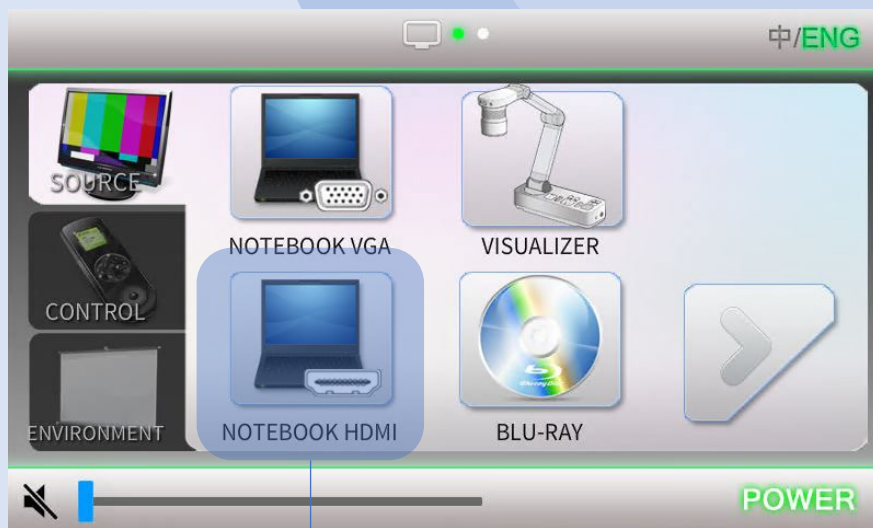 中/ENG
SOURCE
NOTEBOOK VGA
VISUALIZER
CONTROL
NOTEBOOK HDMI
BLU-RAY
ENVIRONMENT
POWER